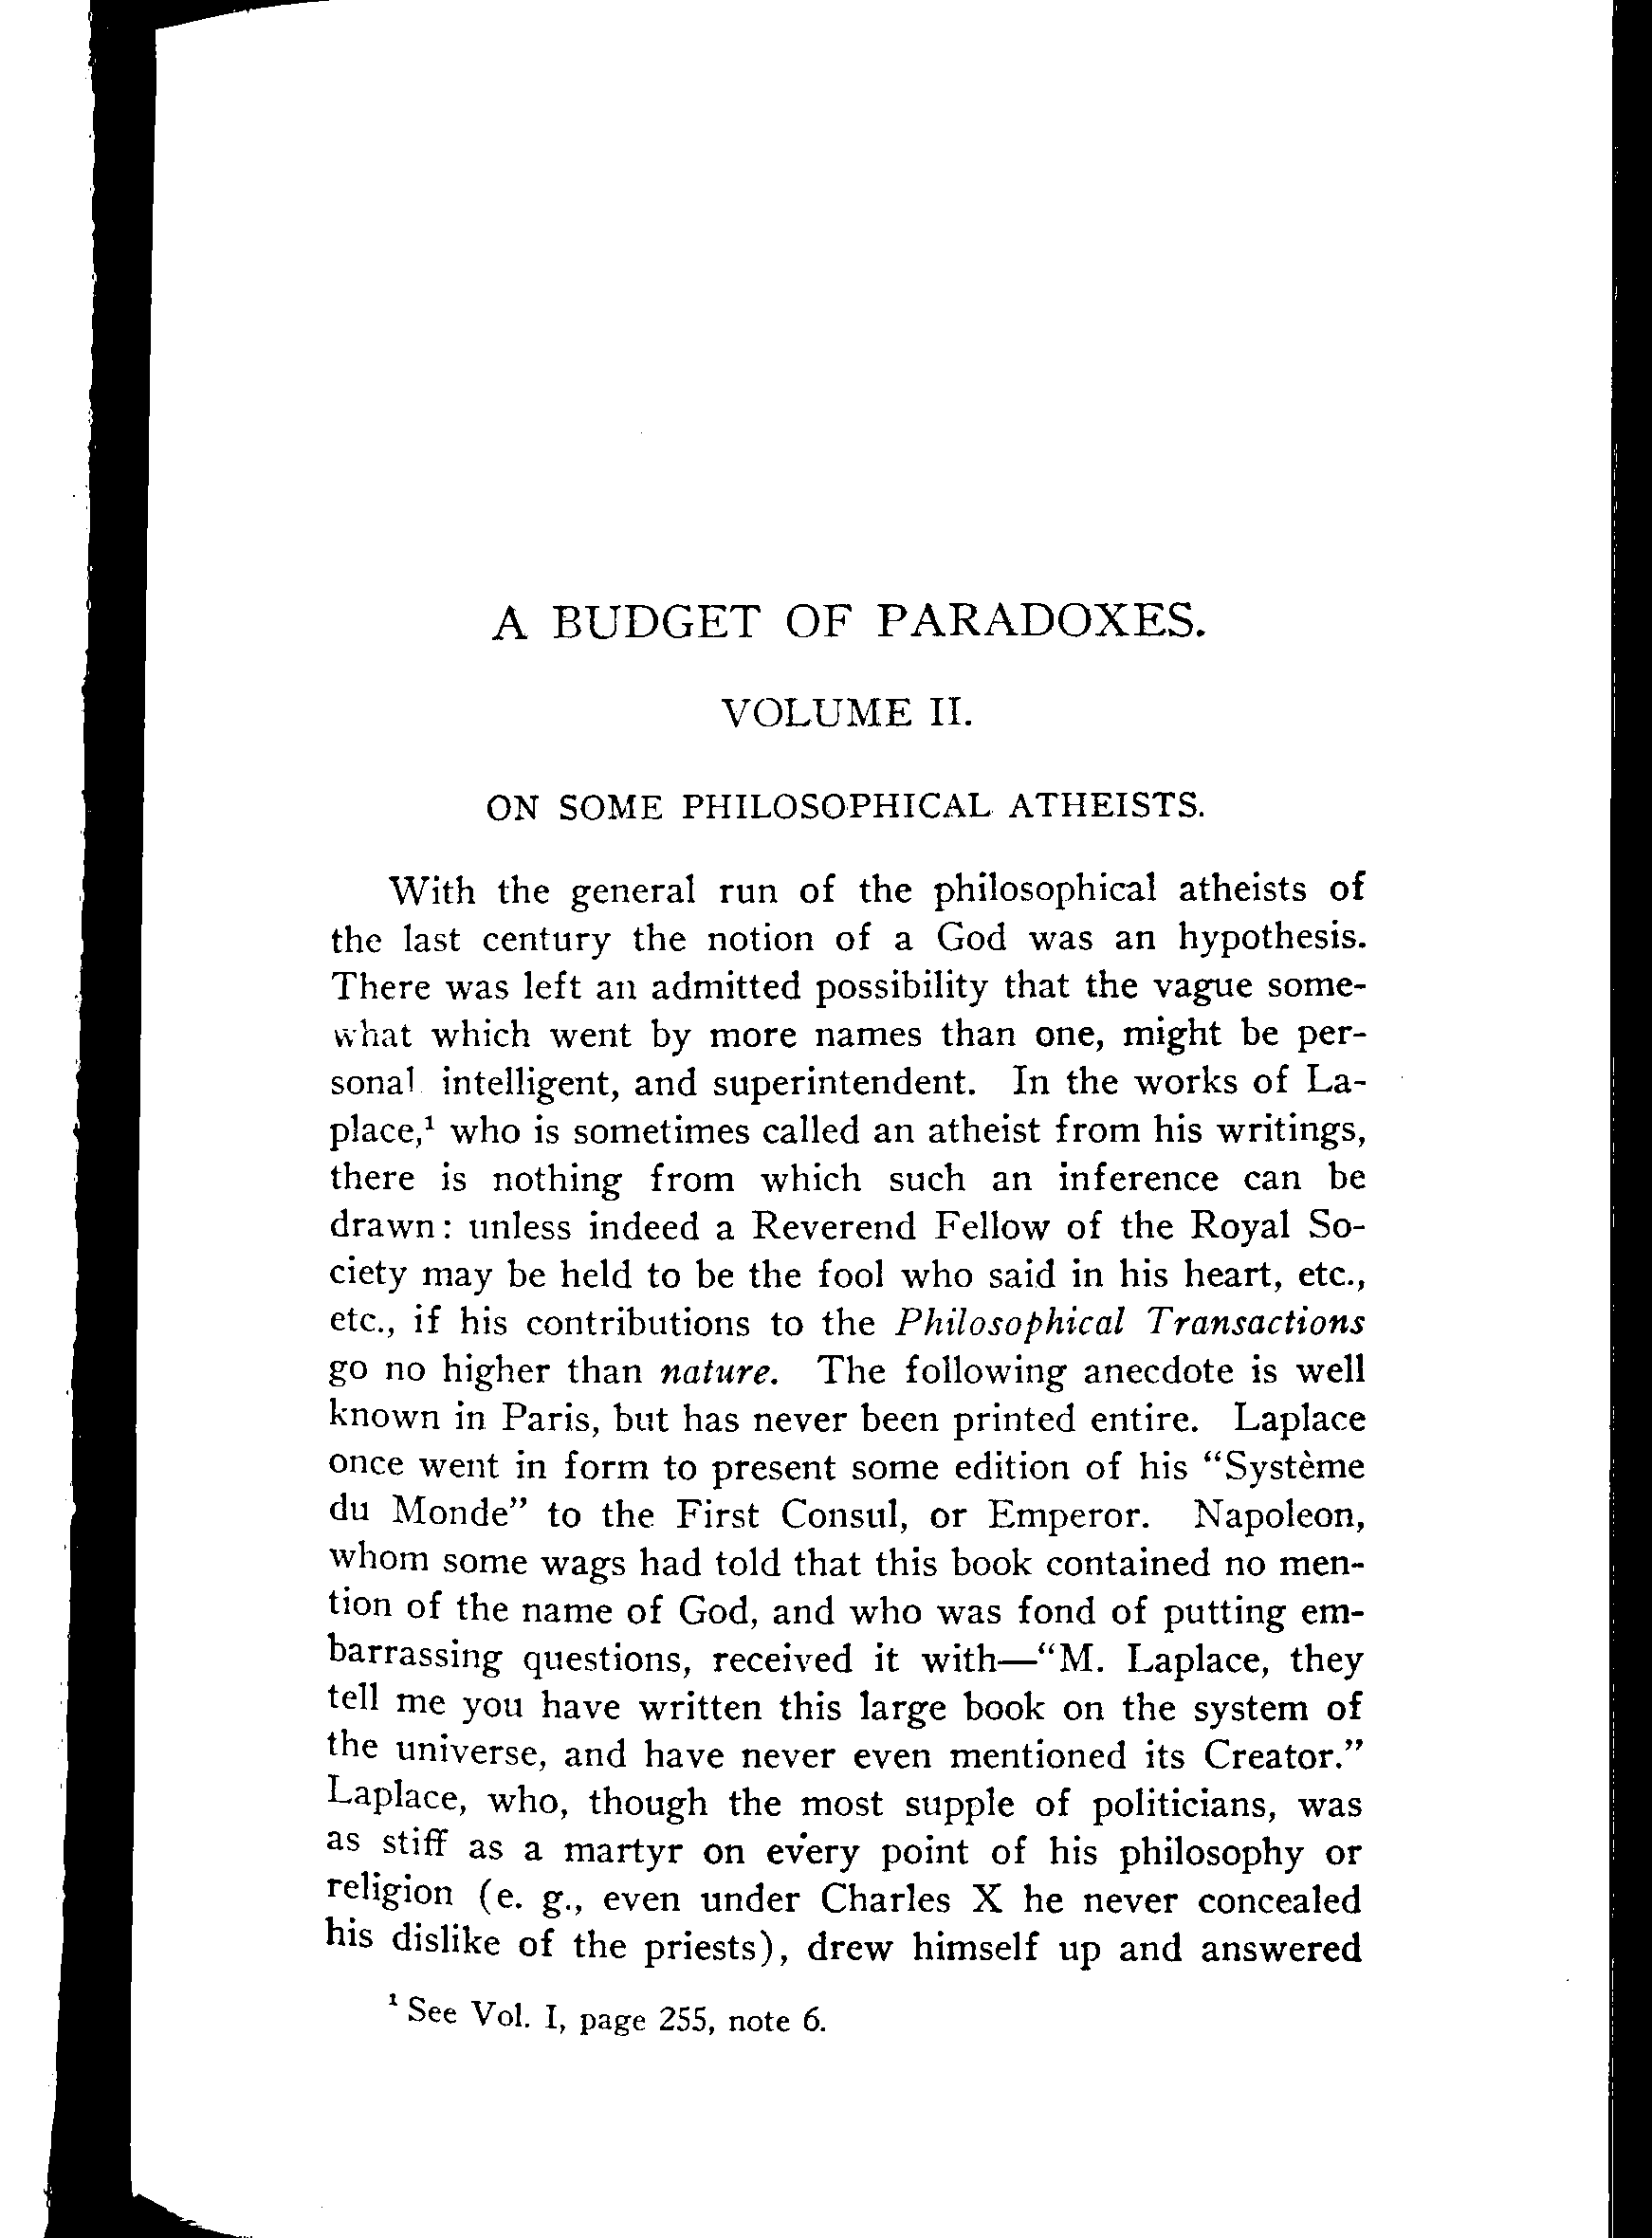 A BUDGET OF PARADOXES.
VOLUME II.
ON SOME PHILOSOPHICAL ATHEISTS.
With the general run of the philosophical atheists of
the last century the notion of a God was an hypothesis.
There was left an admitted possibility that the vague some-
what which went by more names than one, might be per-
sonal intelligent, and superintendent. In the works of La-
place,¹ who is sometimes called an atheist from his writings,
there is nothing from which such an inference can be
drawn: unless indeed a Reverend Fellow of the Royal So-
ciety may be held to be the fool who said in his heart, etc.,
etc., if his contributions to the Philosophical Transactions
go no higher than nature. The following anecdote is well
known in Paris, but has never been printed entire. Laplace
once went in form to present some edition of his “Système
du Monde” to the First Consul, or Emperor. Napoleon,
whom some wags had told that this book contained no men-
tion of the name of God, and who was fond of putting em-
barrassing questions, received it with—“M. Laplace, they
tell me you have written this large book on the system of
the universe, and have never even mentioned its Creator.”
Laplace, who, though the most supple of politicians, was
as stiff as a martyr on every point of his philosophy or
religion (e. g., even under Charles X he never concealed
his dislike of the priests), drew himself up and answered
¹ See Vol. I, page 255, note 6.